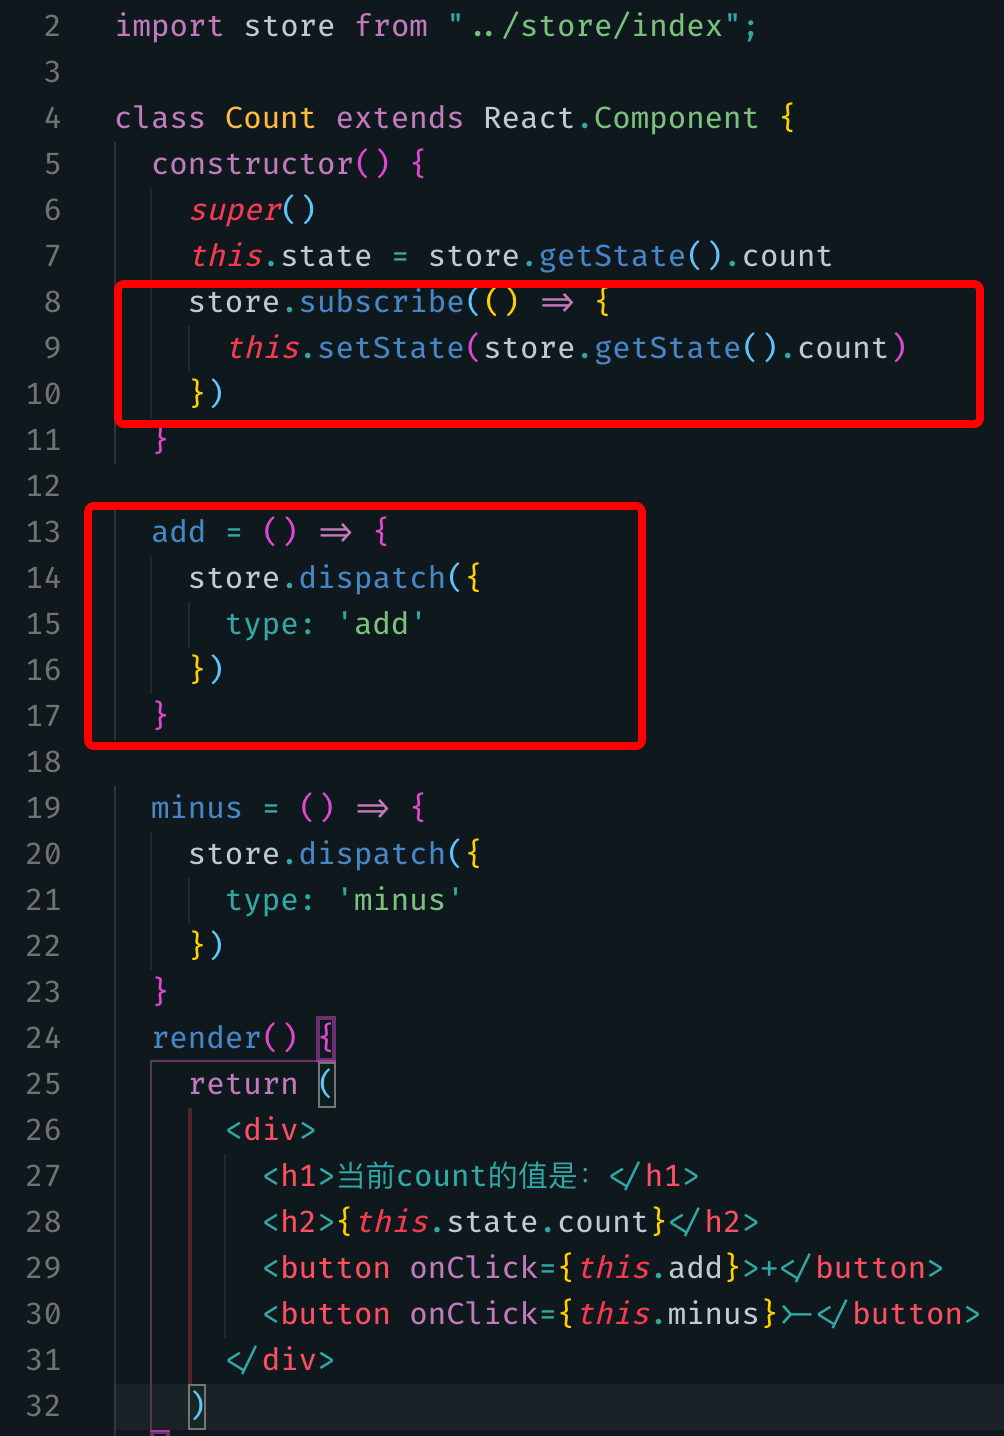 2 import store from "../store/index";
3
4 class Count extends React.Component {
5 constructor() {
6 super()
7 this.state = store.getState().count
8 store.subscribe(() => {
9 this.setState(store.getState().count)
10 })
11 }
12
13 add = () => {
14 store.dispatch({
15 type: 'add'
16 })
17 }
18
19 minus = () => {
20 store.dispatch({
21 type: 'minus'
22 })
23 }
24 render() {
25 return (
26 <div>
27 <h1>当前count的值是：</h1>
28 <h2>{this.state.count}</h2>
29 <button onClick={this.add}>+</button>
30 <button onClick={this.minus}>-</button>
31 </div>
32 )